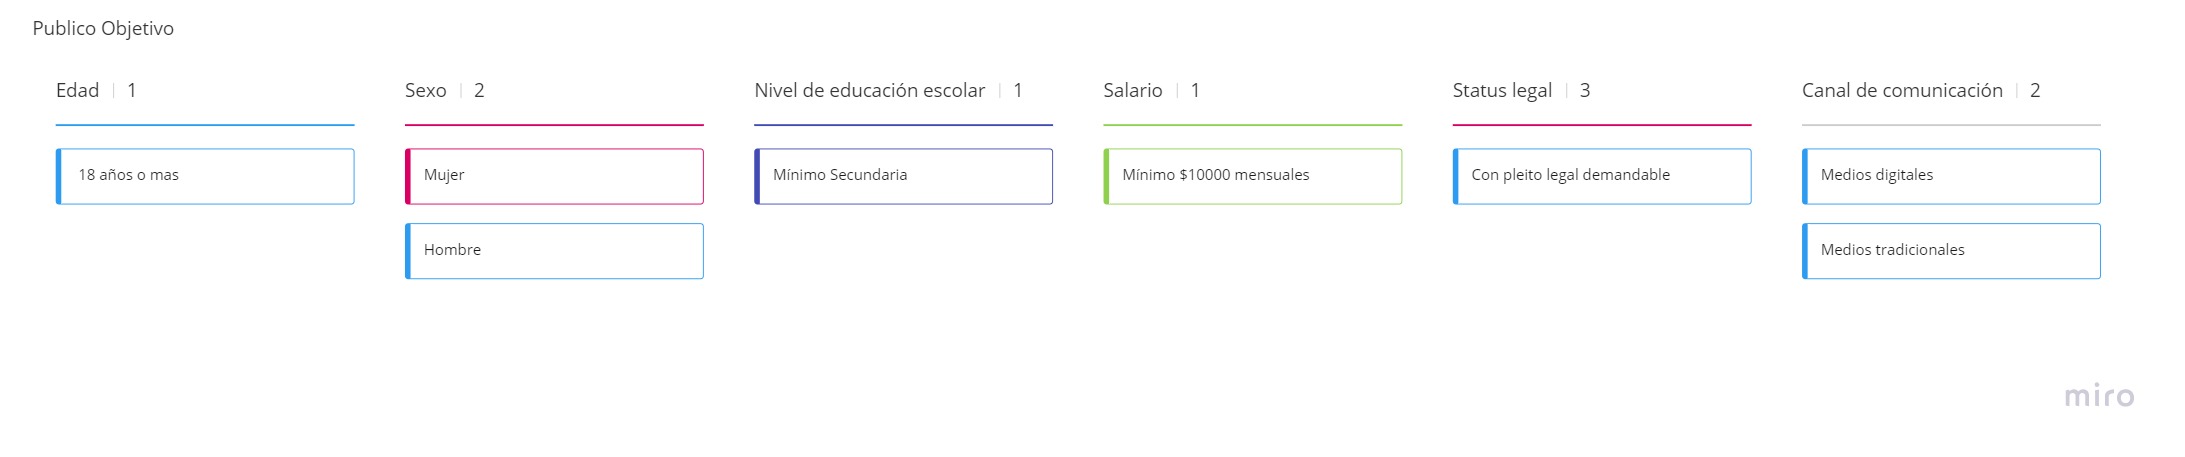 Publico Objetivo
Edad | 1
Sexo | 2
Nivel de educación escolar | 1
Salario | 1
Status legal | 3
Canal de comunicación | 2
18 años o mas
Mujer
Mínimo Secundaria
Mínimo $10000 mensuales
Con pleito legal demandable
Medios digitales
Hombre
Medios tradicionales
miro